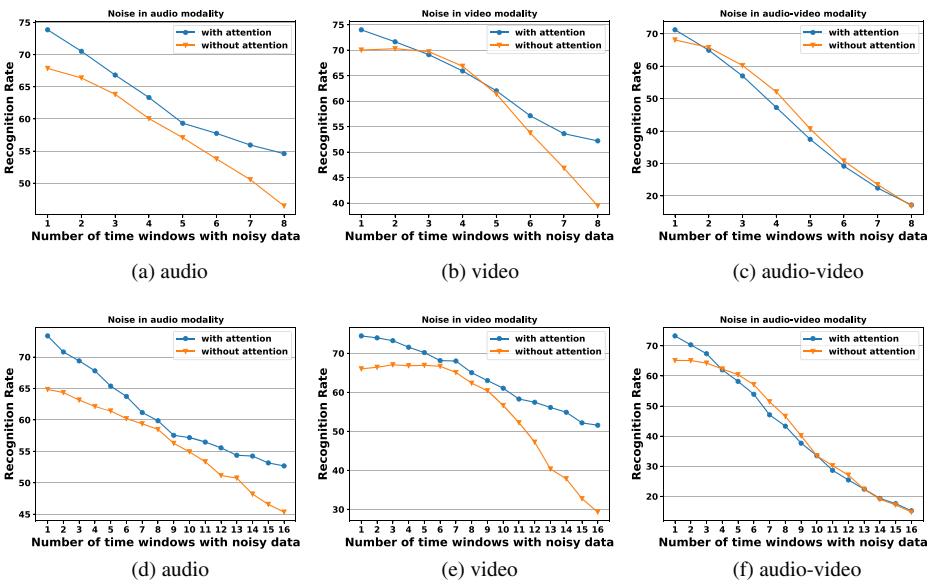 Noise in audio modality
with attention
without attention
Recognition Rate
75
70
65
60
55
50
1 2 3 4 5 6 7 8
Number of time windows with noisy data
(a) audio
Noise in video modality
with attention
without attention
Recognition Rate
75
70
65
60
55
50
45
40
1 2 3 4 5 6 7 8
Number of time windows with noisy data
(b) video
Noise in audio-video modality
with attention
without attention
Recognition Rate
70
60
50
40
30
20
1 2 3 4 5 6 7 8
Number of time windows with noisy data
(c) audio-video
Noise in audio modality
with attention
without attention
Recognition Rate
70
65
60
55
50
45
1 2 3 4 5 6 7 8 9 10 11 12 13 14 15 16
Number of time windows with noisy data
(d) audio
Noise in video modality
with attention
without attention
Recognition Rate
70
60
50
40
30
1 2 3 4 5 6 7 8 9 10 11 12 13 14 15 16
Number of time windows with noisy data
(e) video
Noise in audio-video modality
with attention
without attention
Recognition Rate
70
60
50
40
30
20
1 2 3 4 5 6 7 8 9 10 11 12 13 14 15 16
Number of time windows with noisy data
(f) audio-video